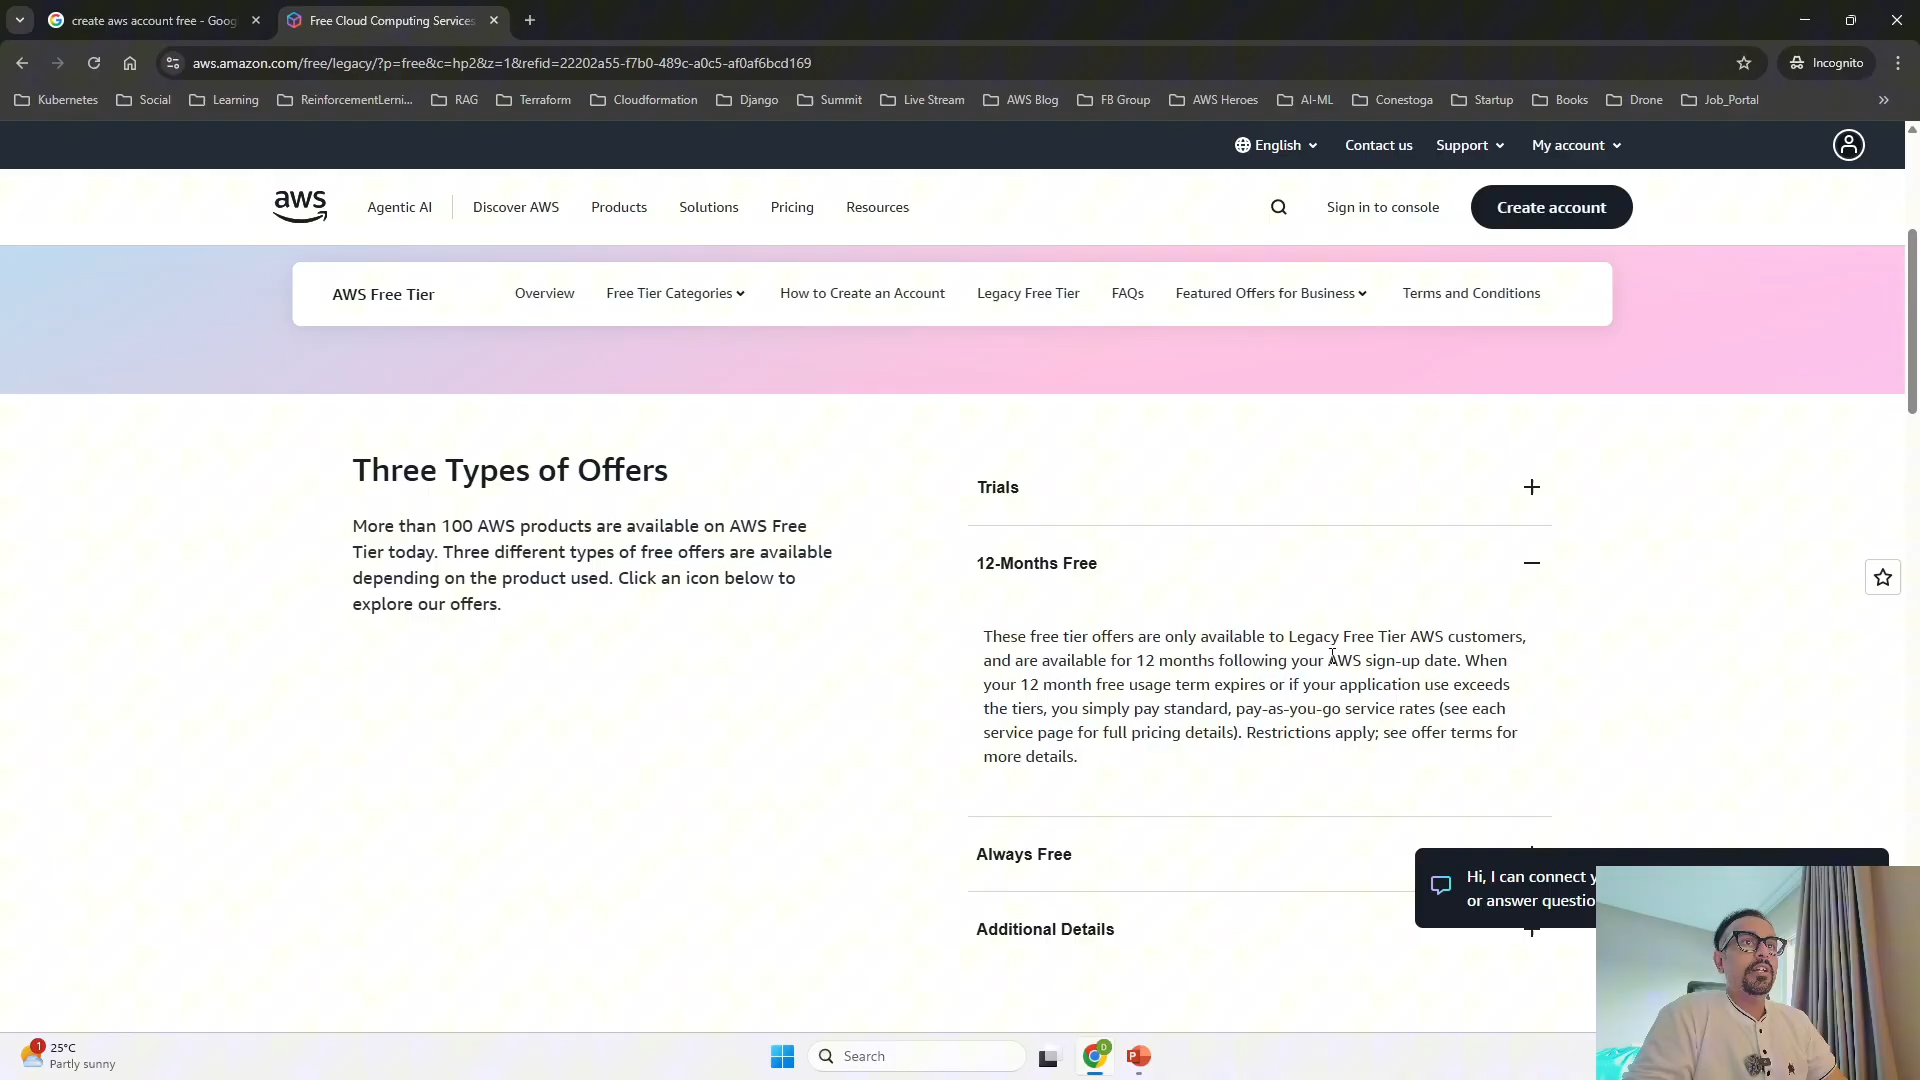 create aws account free - Goog
Free Cloud Computing Services
aws.amazon.com/free/legacy/?p=free&c=hp2&z=1&refid=22202a55-f7b0-489c-a0c5-af0af6bcd169
Incognito
Kubernetes
Social
Learning
ReinforcementLerni...
RAG
Terraform
Cloudformation
Django
Summit
Live Stream
AWS Blog
FB Group
AWS Heroes
AI-ML
Conestoga
Startup
Books
Drone
Job_Portal
English
Contact us
Support
My account
aws
Agentic AI
Discover AWS
Products
Solutions
Pricing
Resources
Sign in to console
Create account
AWS Free Tier
Overview
Free Tier Categories
How to Create an Account
Legacy Free Tier
FAQs
Featured Offers for Business
Terms and Conditions
Three Types of Offers
More than 100 AWS products are available on AWS Free
Tier today. Three different types of free offers are available
depending on the product used. Click an icon below to
explore our offers.
Trials
12-Months Free
These free tier offers are only available to Legacy Free Tier AWS customers,
and are available for 12 months following your AWS sign-up date. When
your 12 month free usage term expires or if your application use exceeds
the tiers, you simply pay standard, pay-as-you-go service rates (see each
service page for full pricing details). Restrictions apply; see offer terms for
more details.
Always Free
Additional Details
Hi, I can connect y
or answer questio
1
25°C
Partly sunny
Search
D
P